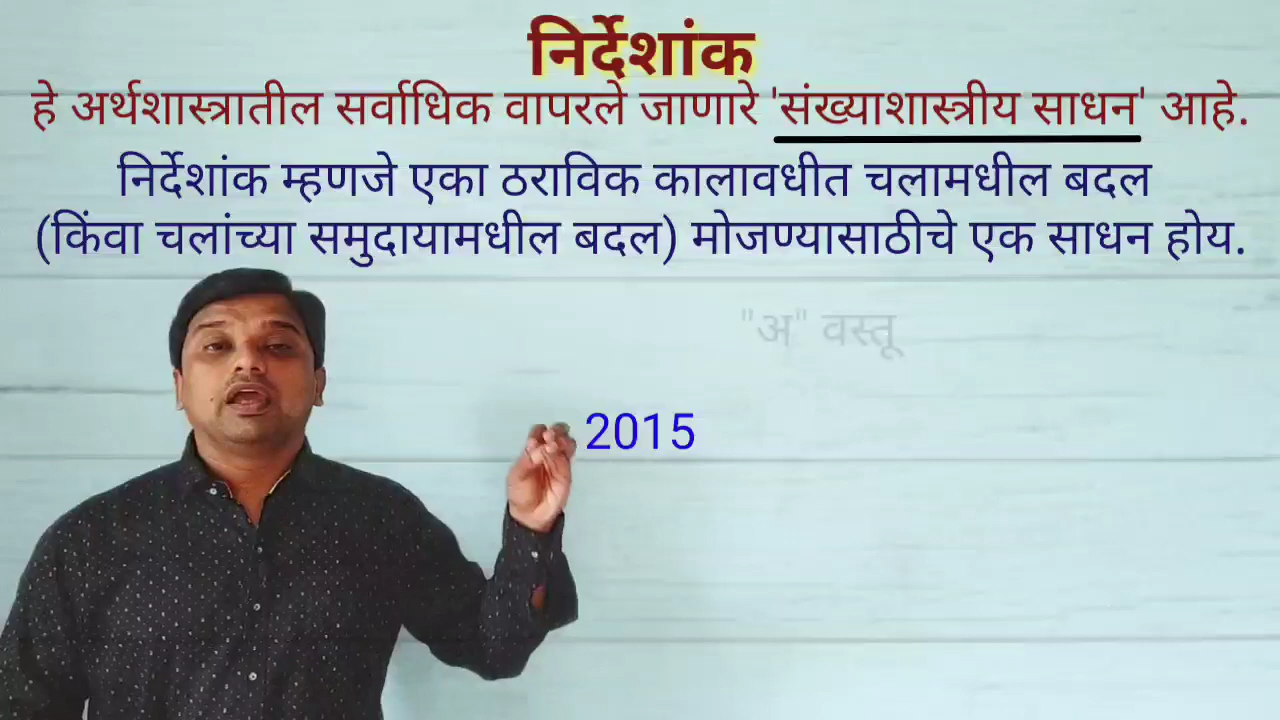 निर्देशांक
हे अर्थशास्त्रातील सर्वाधिक वापरले जाणारे 'संख्याशास्त्रीय साधन' आहे.
निर्देशांक म्हणजे एका ठराविक कालावधीत चलामधील बदल
(किंवा चलांच्या समुदायामधील बदल) मोजण्यासाठीचे एक साधन होय.
"अ" वस्तू
2015